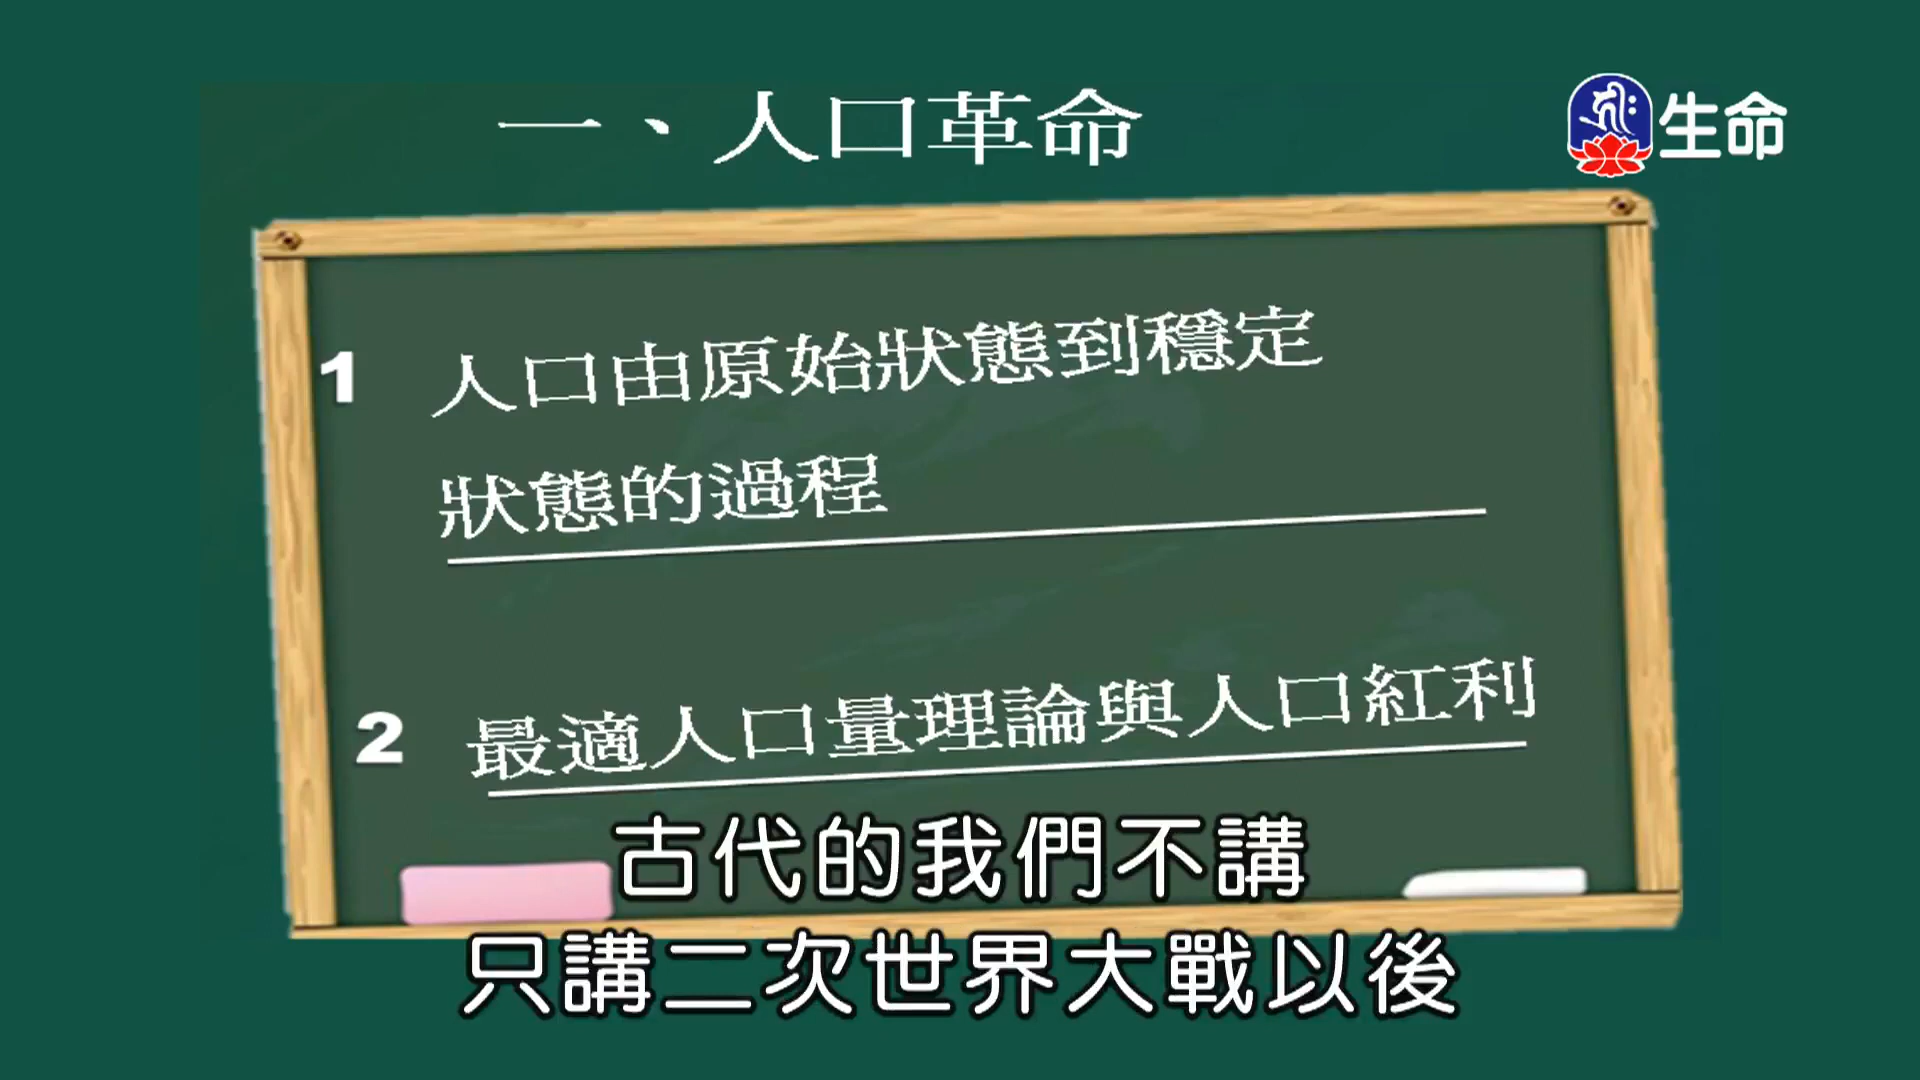 一、人口革命
生命
1 人口由原始狀態到穩定
狀態的過程
2 最適人口量理論與人口紅利
古代的我們不講
只講二次世界大戰以後